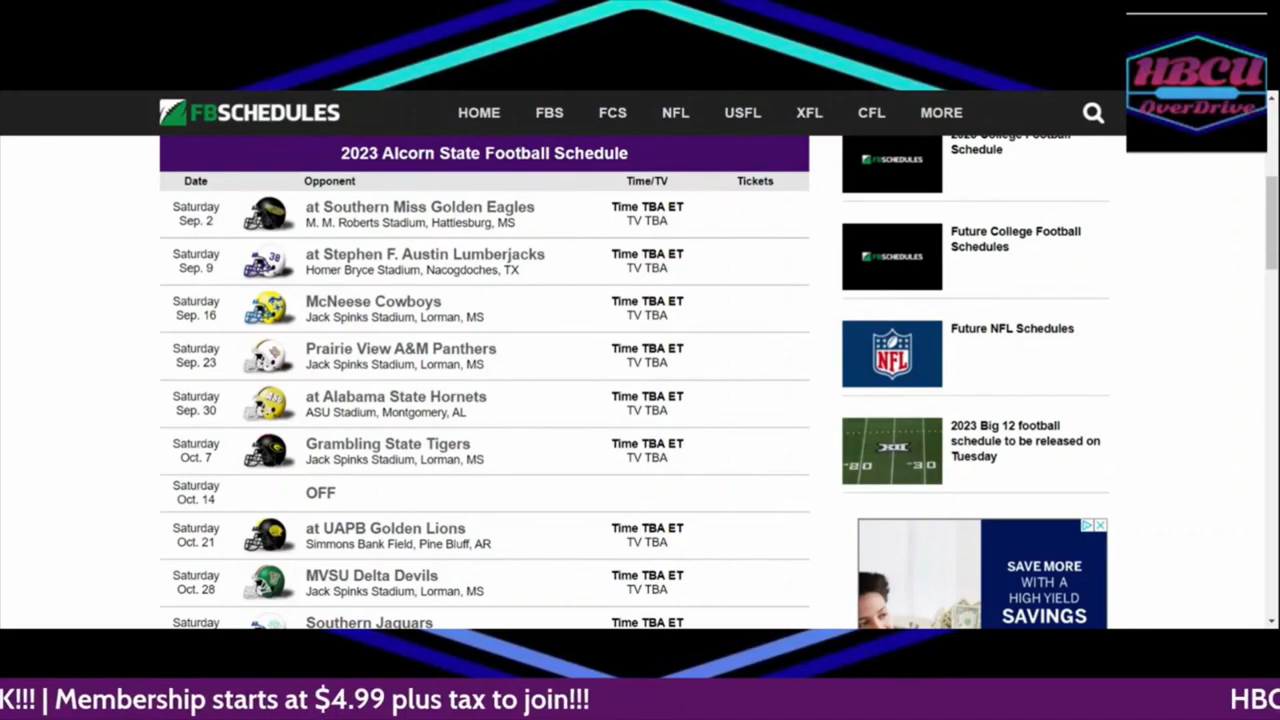 HBCU
OverDrive
FBSCHEDULES
HOME
FBS
FCS
NFL
USFL
XFL
CFL
MORE
2023 Alcorn State Football Schedule
Date
Opponent
Time/TV
Tickets
Saturday
Sep. 2
at Southern Miss Golden Eagles
M. M. Roberts Stadium, Hattiesburg, MS
Time TBA ET
TV TBA
Saturday
Sep. 9
at Stephen F. Austin Lumberjacks
Homer Bryce Stadium, Nacogdoches, TX
Time TBA ET
TV TBA
Saturday
Sep. 16
McNeese Cowboys
Jack Spinks Stadium, Lorman, MS
Time TBA ET
TV TBA
Saturday
Sep. 23
Prairie View A&M Panthers
Jack Spinks Stadium, Lorman, MS
Time TBA ET
TV TBA
Saturday
Sep. 30
at Alabama State Hornets
ASU Stadium, Montgomery, AL
Time TBA ET
TV TBA
Saturday
Oct. 7
Grambling State Tigers
Jack Spinks Stadium, Lorman, MS
Time TBA ET
TV TBA
Saturday
Oct. 14
OFF
Saturday
Oct. 21
at UAPB Golden Lions
Simmons Bank Field, Pine Bluff, AR
Time TBA ET
TV TBA
Saturday
Oct. 28
MVSU Delta Devils
Jack Spinks Stadium, Lorman, MS
Time TBA ET
TV TBA
Saturday
Southern Jaguars
Time TBA ET
FBSCHEDULES
2023 College Football
Schedule
FBSCHEDULES
Future College Football
Schedules
NFL
Future NFL Schedules
XII
20
30
2023 Big 12 football
schedule to be released on
Tuesday
SAVE MORE
WITH A
HIGH YIELD
SAVINGS
K!!! | Membership starts at $4.99 plus tax to join!!!
HBC